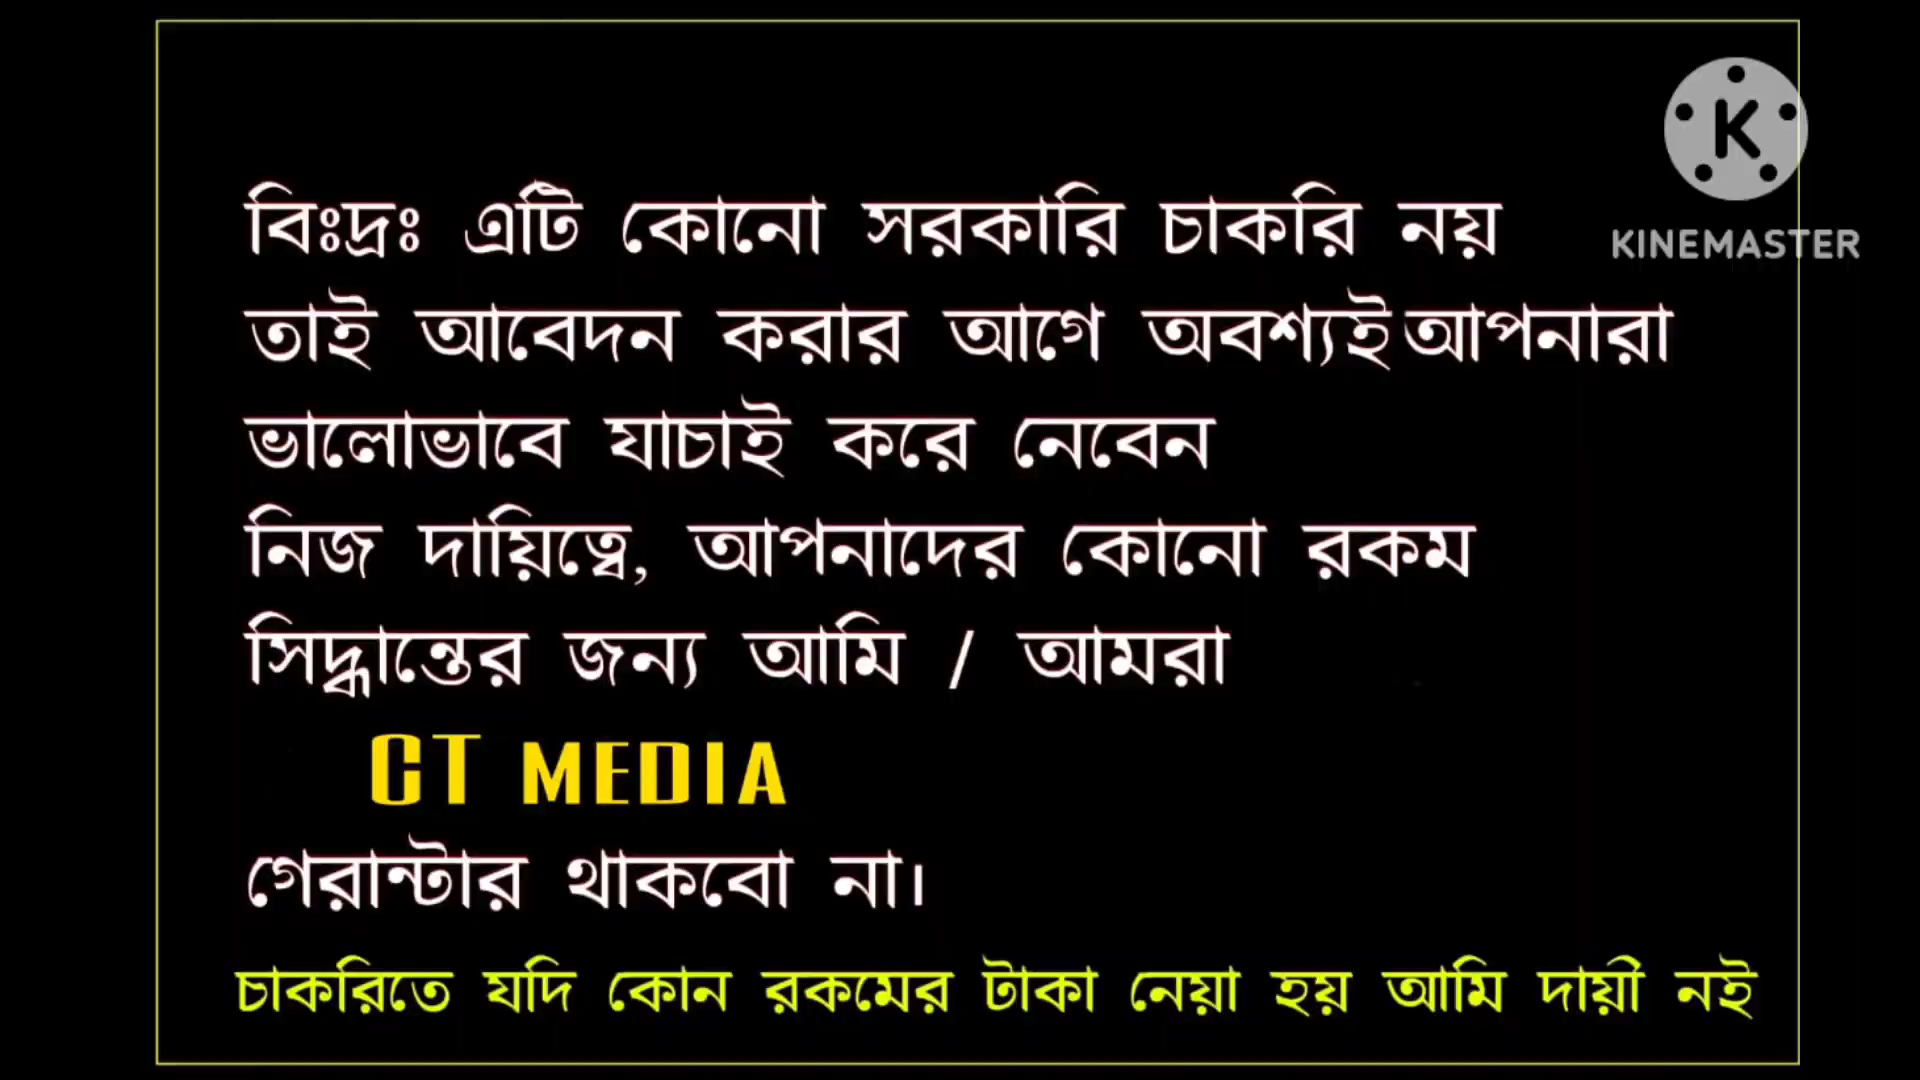 বিঃদ্রঃ এটি কোনো সরকারি চাকরি নয়
KINEMASTER
তাই আবেদন করার আগে অবশ্যই আপনারা
ভালোভাবে যাচাই করে নেবেন
নিজ দায়িত্বে, আপনাদের কোনো রকম
সিদ্ধান্তের জন্য আমি / আমরা
CT MEDIA
গেরান্টার থাকবো না।
চাকরিতে যদি কোন রকমের টাকা নেয়া হয় আমি দায়ী নই